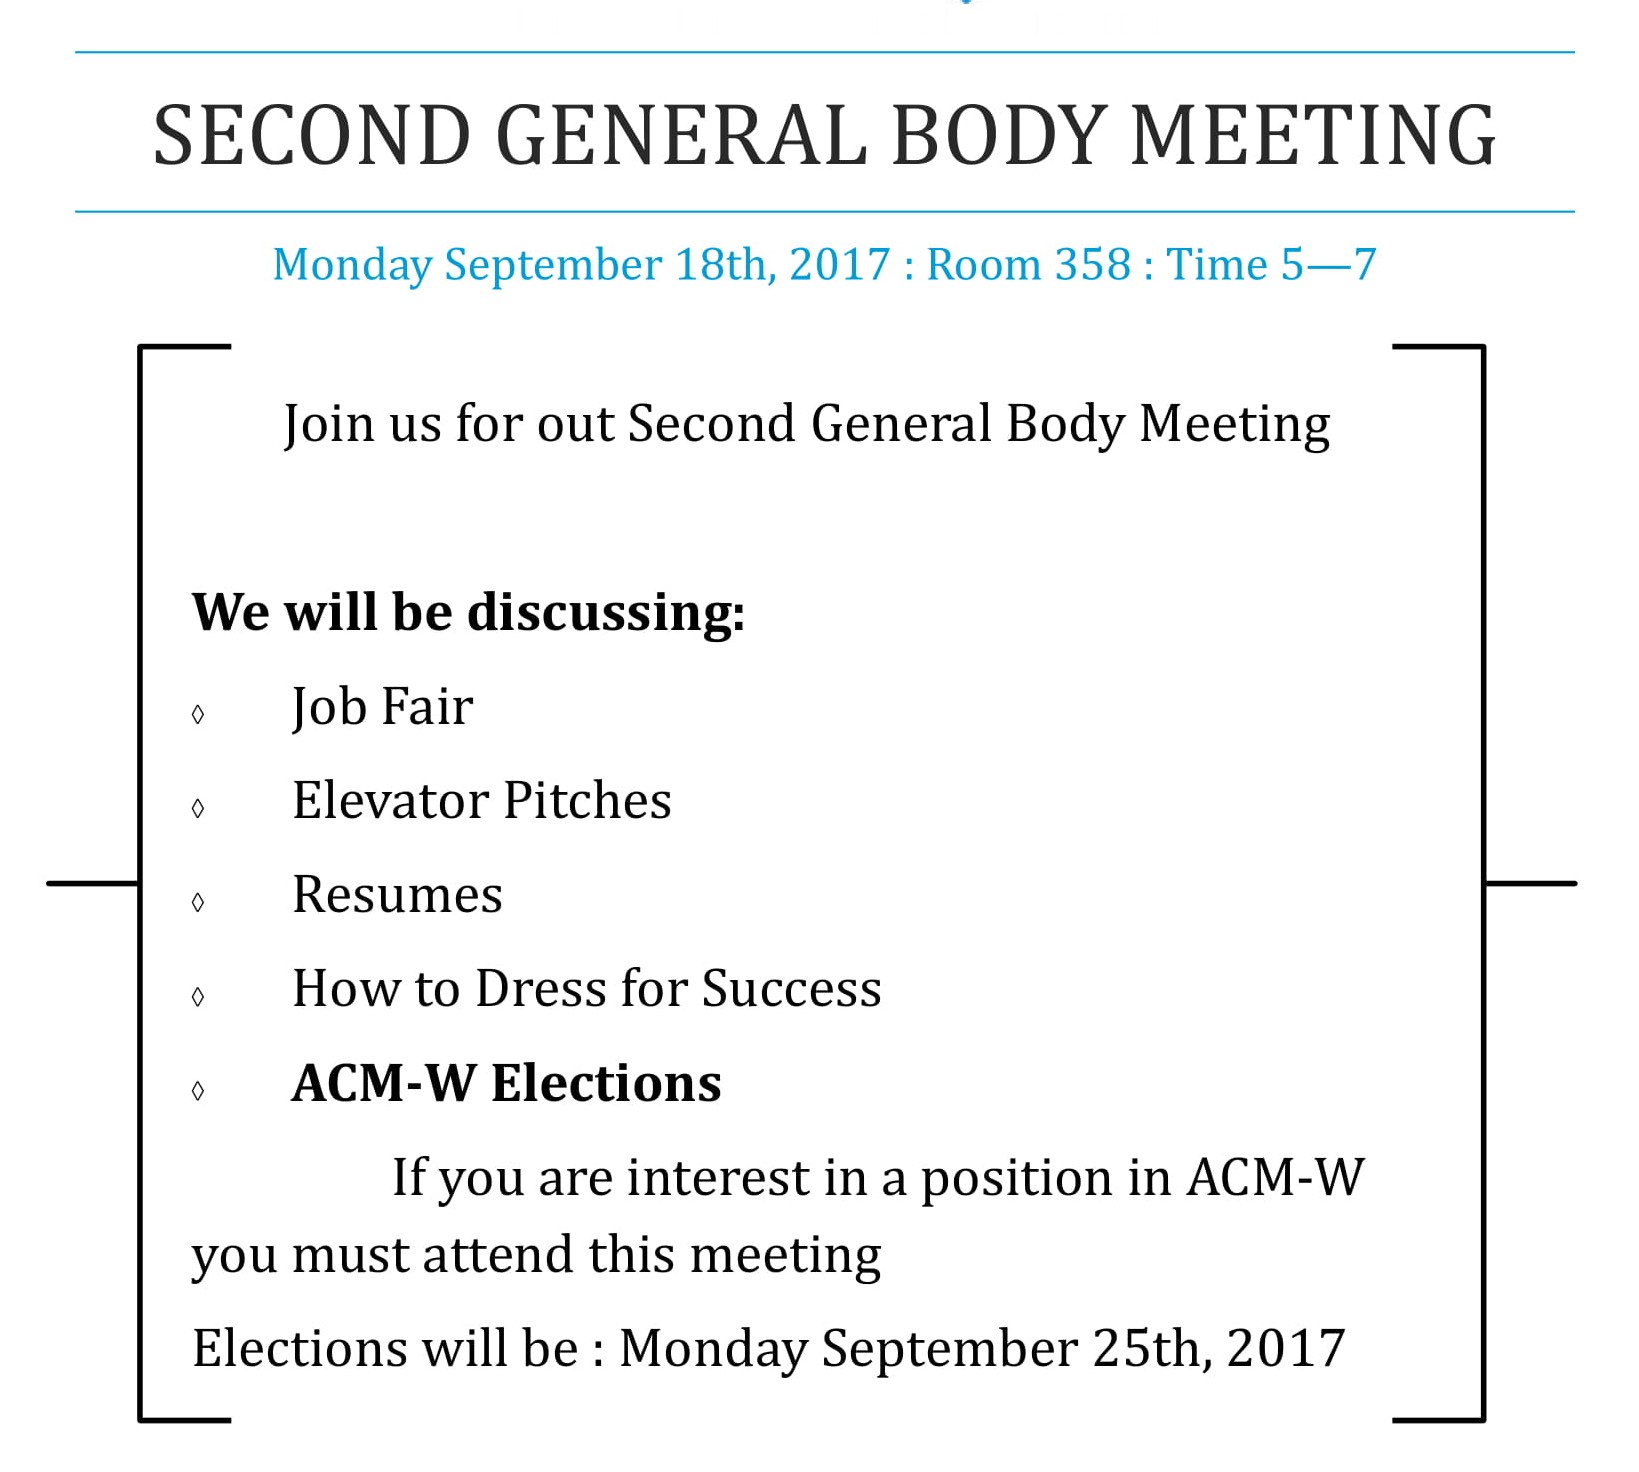 SECOND GENERAL BODY MEETING
Monday September 18th, 2017 : Room 358 : Time 5—7
Join us for out Second General Body Meeting
We will be discussing:
◊ Job Fair
◊ Elevator Pitches
◊ Resumes
◊ How to Dress for Success
◊ ACM-W Elections
If you are interest in a position in ACM-W
you must attend this meeting
Elections will be : Monday September 25th, 2017